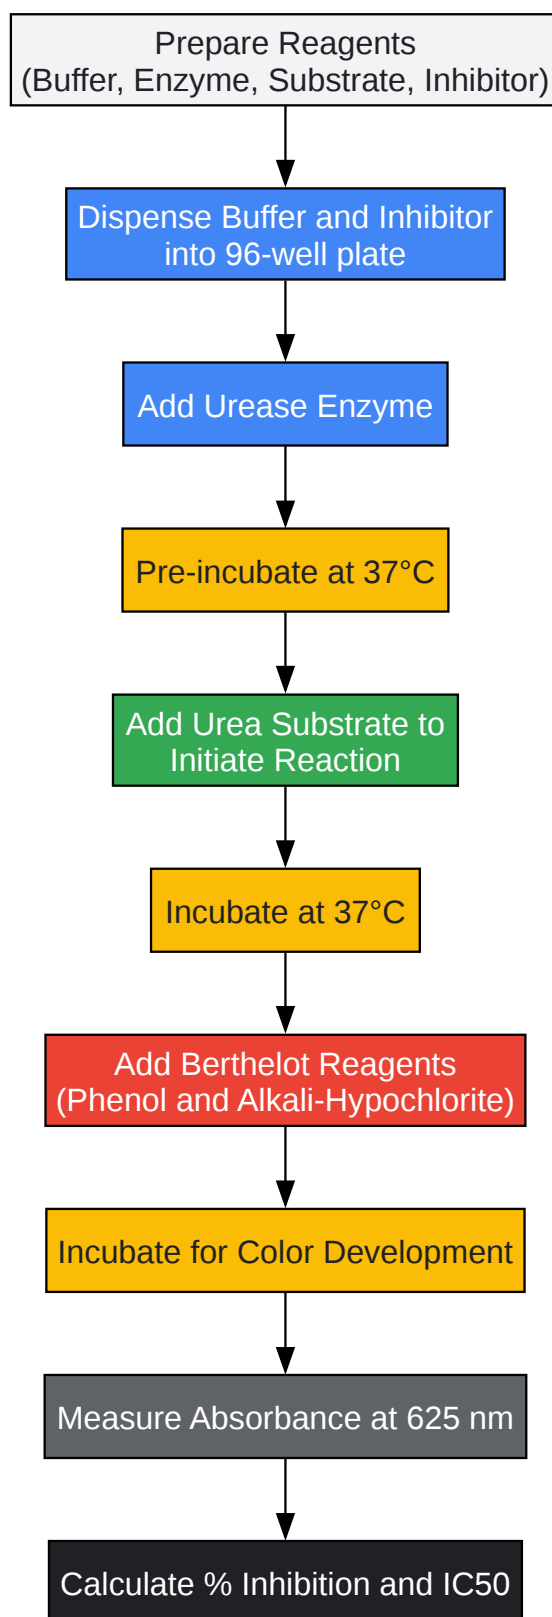 Prepare Reagents
(Buffer, Enzyme, Substrate, Inhibitor)
Dispense Buffer and Inhibitor
into 96-well plate
Add Urease Enzyme
Pre-incubate at 37°C
Add Urea Substrate to
Initiate Reaction
Incubate at 37°C
Add Berthelot Reagents
(Phenol and Alkali-Hypochlorite)
Incubate for Color Development
Measure Absorbance at 625 nm
Calculate % Inhibition and IC50